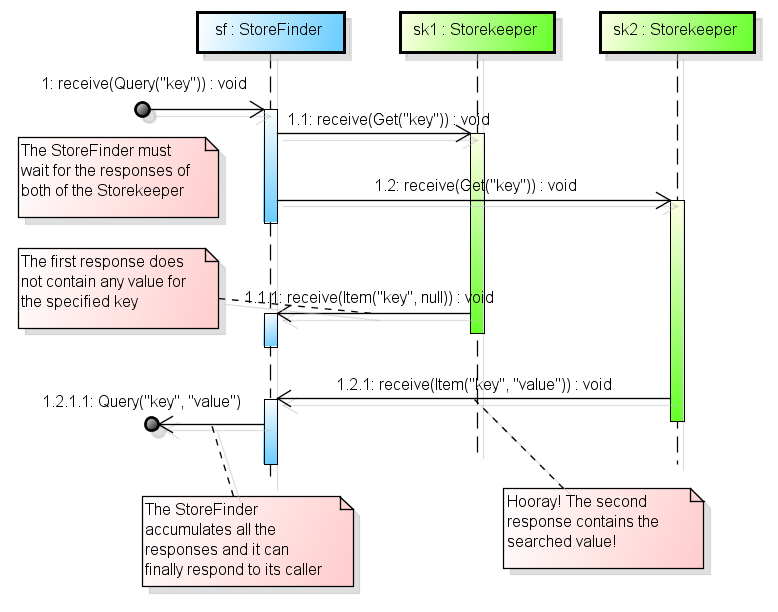 sf : StoreFinder
sk1 : Storekeeper
sk2 : Storekeeper
1: receive(Query("key")) : void
1.1: receive(Get("key")) : void
The StoreFinder must
wait for the responses of
both of the Storekeeper
1.2: receive(Get("key") : void
The first response does
not contain any value for
the specified key
1.1.1: receive(Item("key", null)) : void
1.2.1: receive(Item("key", "value")) : void
1.2.1.1: Query("key", "value")
The StoreFinder
accumulates all the
responses and it can
finally respond to its caller
Hooray! The second
response contains the
searched value!